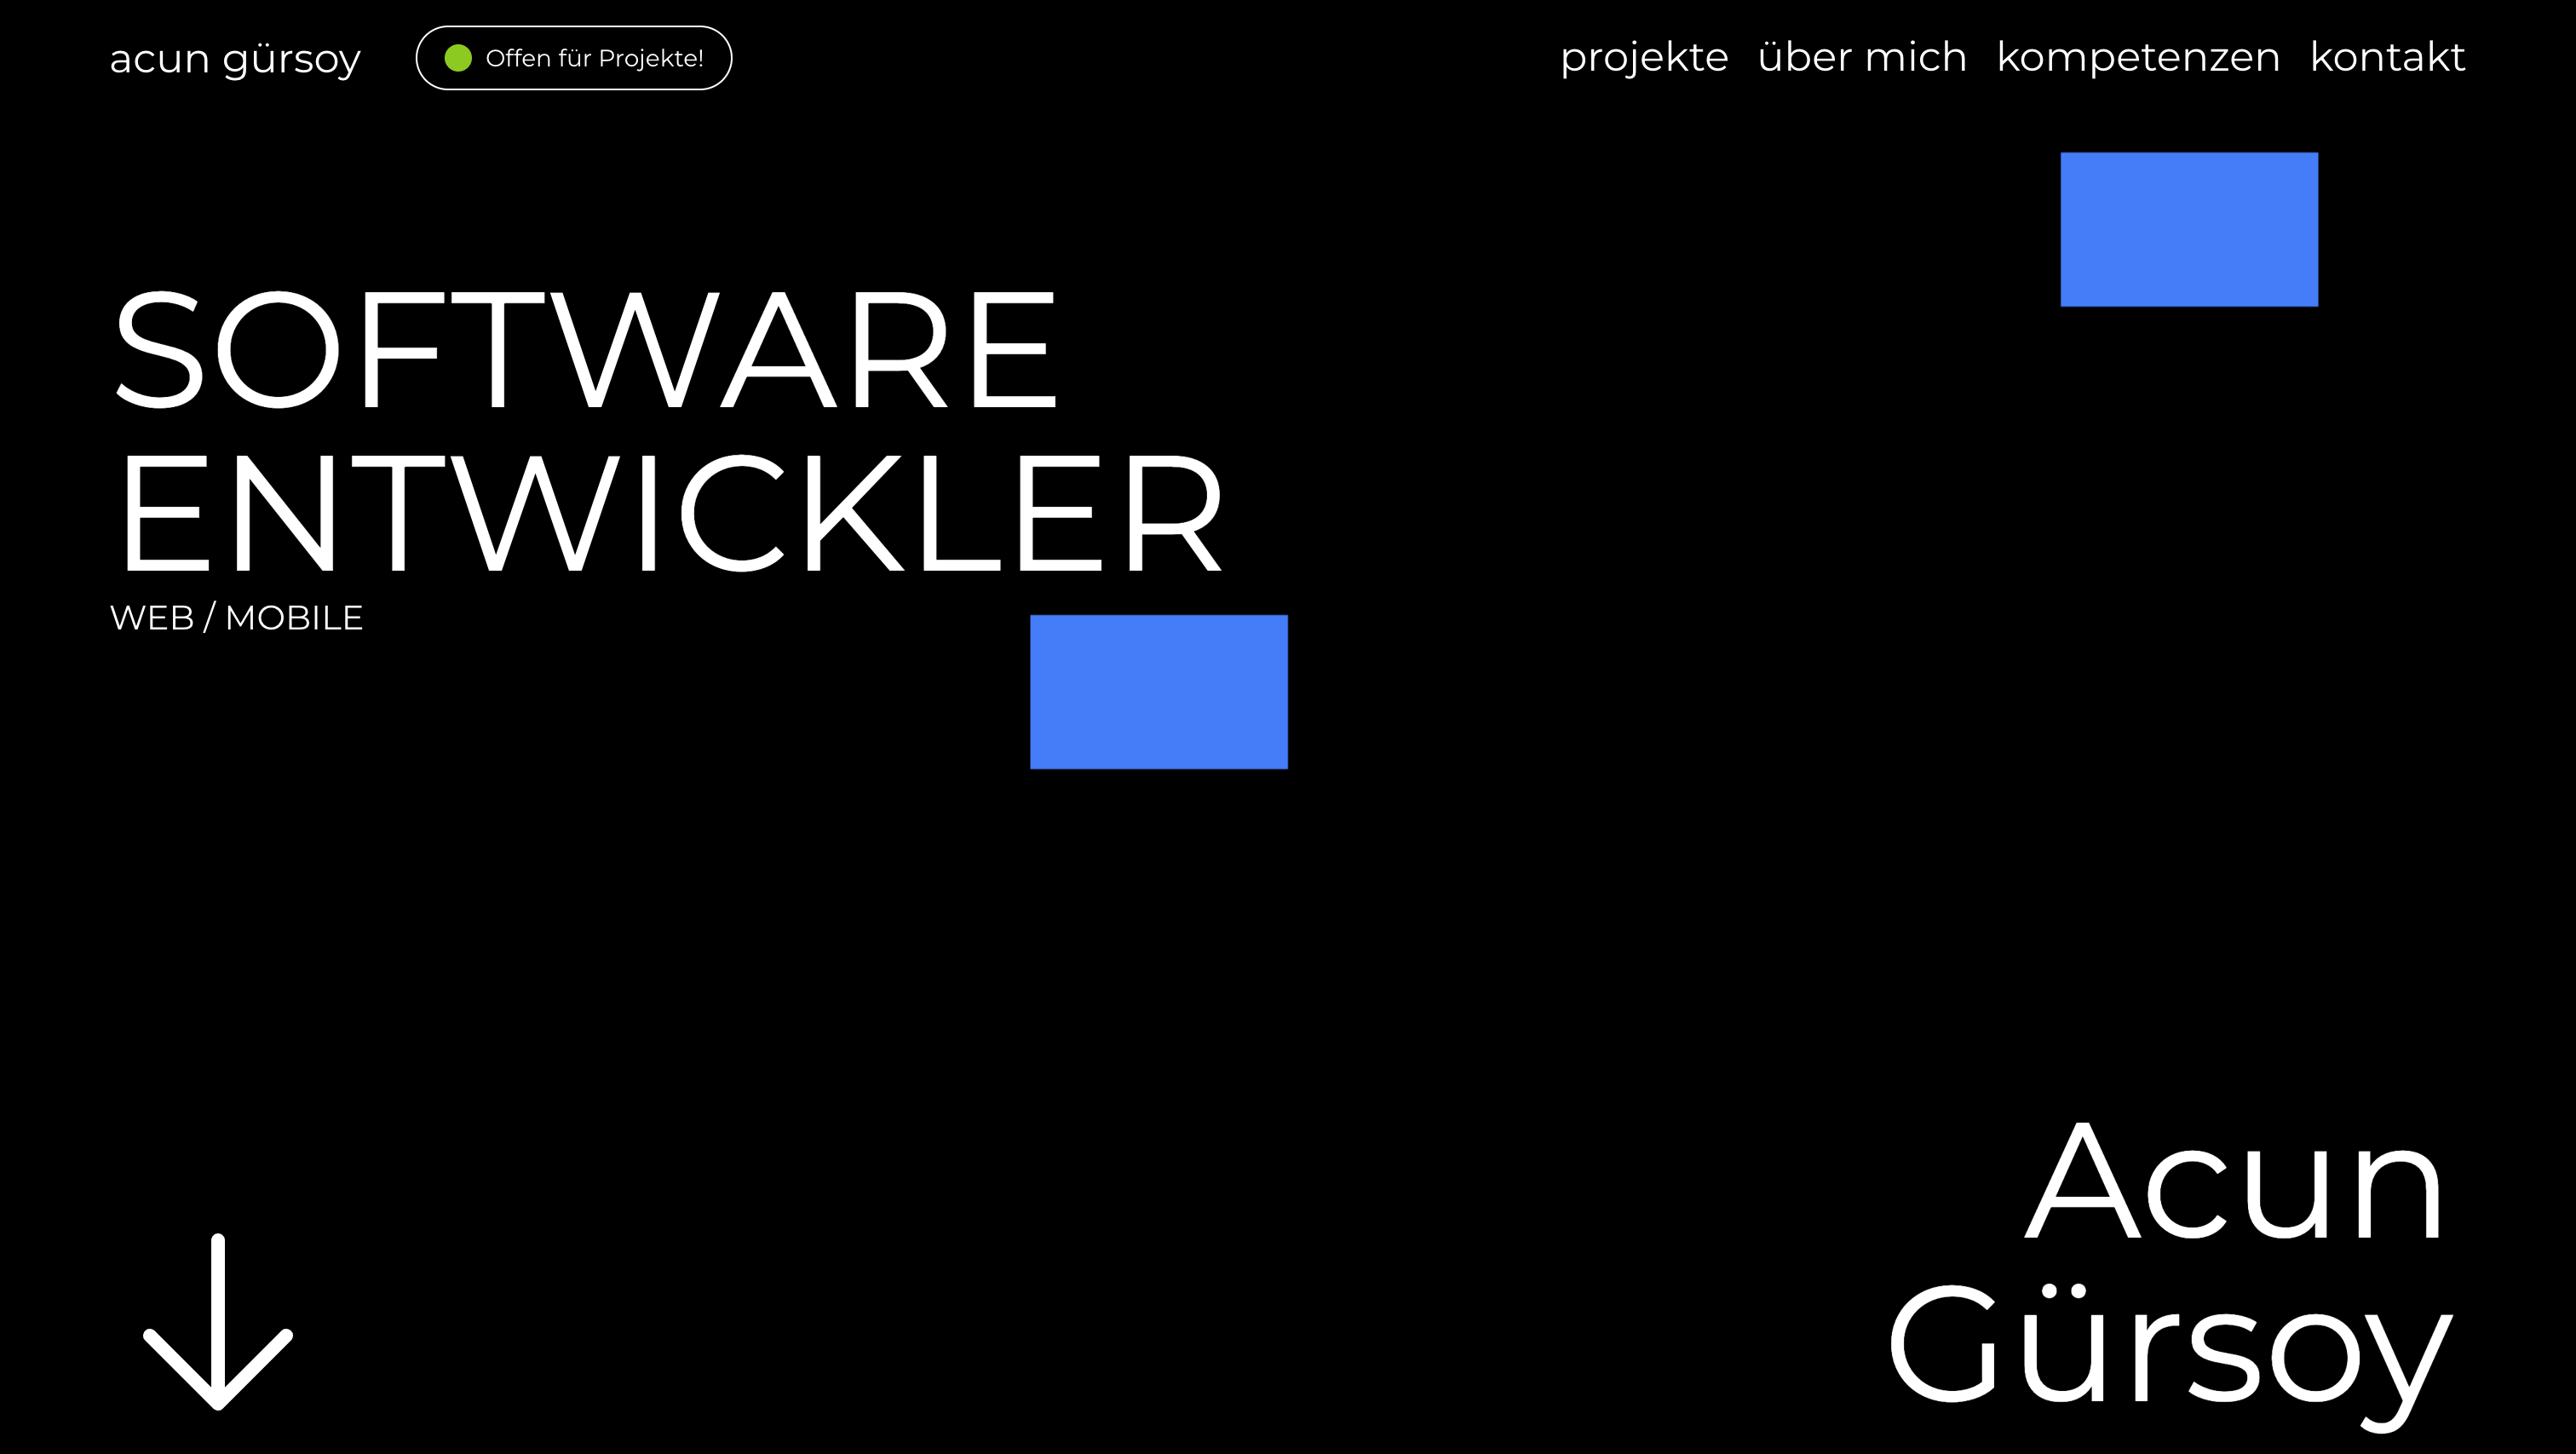 acun gürsoy
Offen für Projekte!
projekte über mich kompetenzen kontakt
SOFTWARE
ENTWICKLER
WEB / MOBILE
Acun
Gürsoy